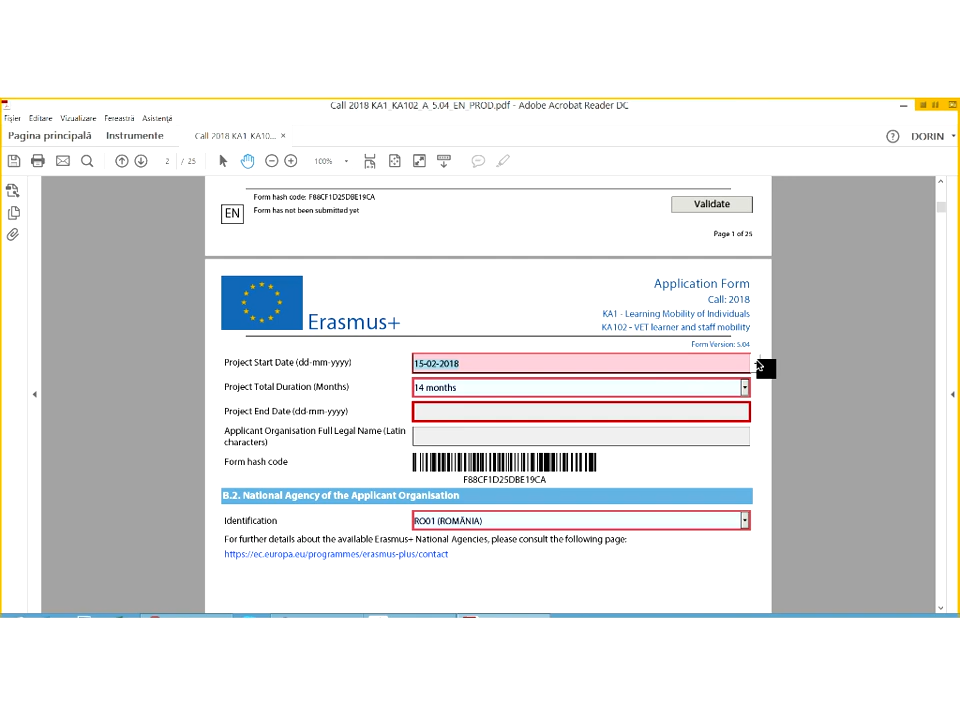 Call 2018 KA1_KA102_A_5.04_EN_PROD.pdf - Adobe Acrobat Reader DC
Fișier Editare Vizualizare Fereastră Asistență
Pagina principală Instrumente Call 2018 KA1 KA10... × DORIN
2 / 25 100%
Form hash code: F88CF1D25DBE19CA
EN Form has not been submitted yet
Validate
Page 1 of 25
Erasmus+
Application Form
Call: 2018
KA1 - Learning Mobility of Individuals
KA102 - VET learner and staff mobility
Form Version: 5.04
Project Start Date (dd-mm-yyyy) 15-02-2018
Project Total Duration (Months) 14 months
Project End Date (dd-mm-yyyy)
Applicant Organisation Full Legal Name (Latin
characters)
Form hash code
F88CF1D25DBE19CA
B.2. National Agency of the Applicant Organisation
Identification RO01 (ROMÂNIA)
For further details about the available Erasmus+ National Agencies, please consult the following page:
https://ec.europa.eu/programmes/erasmus-plus/contact